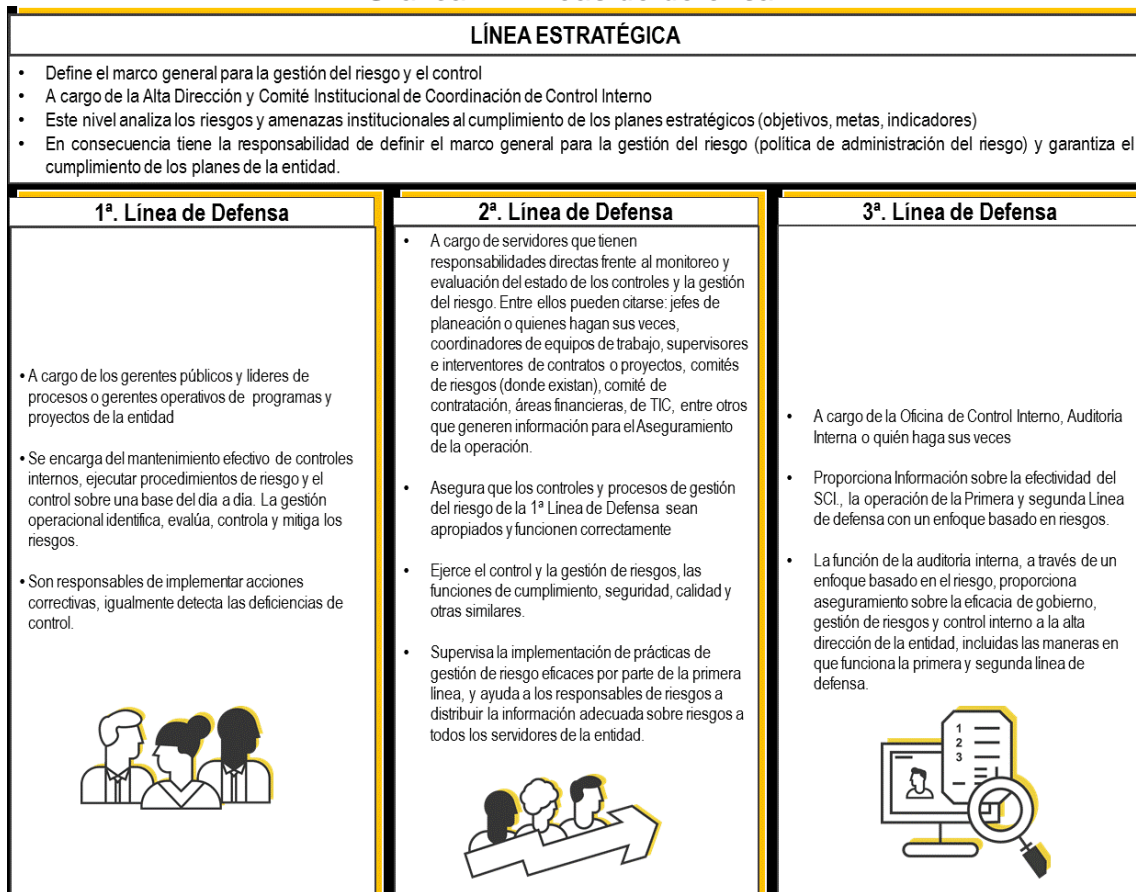 LÍNEA ESTRATÉGICA
• Define el marco general para la gestión del riesgo y el control
• A cargo de la Alta Dirección y Comité Institucional de Coordinación de Control Interno
• Este nivel analiza los riesgos y amenazas institucionales al cumplimiento de los planes estratégicos (objetivos, metas, indicadores)
• En consecuencia tiene la responsabilidad de definir el marco general para la gestión del riesgo (política de administración del riesgo) y garantiza el
cumplimiento de los planes de la entidad.
1ª. Línea de Defensa
• A cargo de los gerentes públicos y líderes de
procesos o gerentes operativos de programas y
proyectos de la entidad
• Se encarga del mantenimiento efectivo de controles
internos, ejecutar procedimientos de riesgo y el
control sobre una base del día a día. La gestión
operacional identifica, evalúa, controla y mitiga los
riesgos.
• Son responsables de implementar acciones
correctivas, igualmente detecta las deficiencias de
control.
2ª. Línea de Defensa
• A cargo de servidores que tienen
responsabilidades directas frente al monitoreo y
evaluación del estado de los controles y la gestión
del riesgo. Entre ellos pueden citarse: jefes de
planeación o quienes hagan sus veces,
coordinadores de equipos de trabajo, supervisores
e interventores de contratos o proyectos, comités
de riesgos (donde existan), comité de
contratación, áreas financieras, de TIC, entre otros
que generen información para el Aseguramiento
de la operación.
• Asegura que los controles y procesos de gestión
del riesgo de la 1ª Línea de Defensa sean
apropiados y funcionen correctamente
• Ejerce el control y la gestión de riesgos, las
funciones de cumplimiento, seguridad, calidad y
otras similares.
• Supervisa la implementación de prácticas de
gestión de riesgo eficaces por parte de la primera
línea, y ayuda a los responsables de riesgos a
distribuir la información adecuada sobre riesgos a
todos los servidores de la entidad.
3ª. Línea de Defensa
• A cargo de la Oficina de Control Interno, Auditoría
Interna o quién haga sus veces
• Proporciona Información sobre la efectividad del
SCI., la operación de la Primera y segunda Línea
de defensa con un enfoque basado en riesgos.
• La función de la auditoría interna, a través de un
enfoque basado en el riesgo, proporciona
aseguramiento sobre la eficacia de gobierno,
gestión de riesgos y control interno a la alta
dirección de la entidad, incluidas las maneras en
que funciona la primera y segunda línea de
defensa.
1
2
3